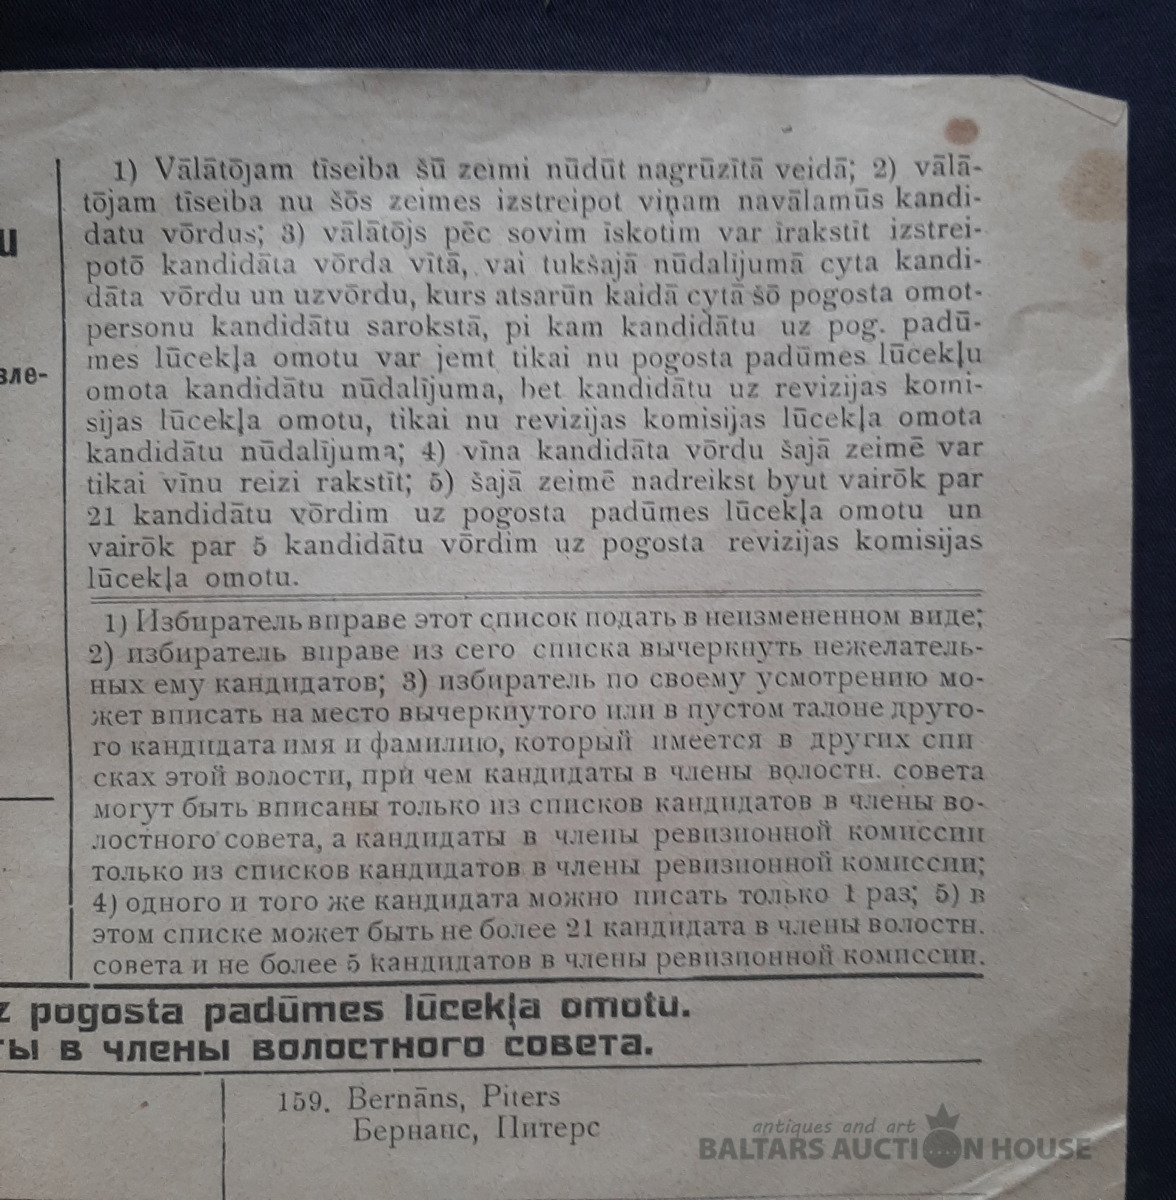 1) Vālātōjam tīseiba šū zeimi nūdūt nagrūzītā veidā; 2) vālā-
tōjam tīseiba nu šōs zeimes izstreipot viņam navālamūs kandi-
datu vōrdus; 3) vālātōjs pēc sovim īskotim var īrakstīt izstrei-
potō kandidāta vōrda vītā, vai tukšajā nūdalījumā cyta kandi-
dāta vōrdu un uzvōrdu, kurs atsarūn kaidā cytā šō pogosta omot-
personu kandidātu sarokstā, pi kam kandidātu uz pog. padū-
mes lūcekļa omotu var jemt tikai nu pogosta padūmes lūcekļu
omota kandidātu nūdalījuma, bet kandidātu uz revizijas komi-
sijas lūcekļa omotu, tikai nu revizijas komisijas lūcekļa omota
kandidātu nūdalījuma; 4) vīna kandidāta vōrdu šajā zeimē var
tikai vīnu reizi rakstīt; 5) šajā zeimē nadreikst byut vairōk par
21 kandidātu vōrdim uz pogosta padūmes lūcekļa omotu un
vairōk par 5 kandidātu vōrdim uz pogosta revizijas komisijas
lūcekļa omotu.
u
зле-
1) Избиратель вправе этот список подать в неизмененном виде;
2) избиратель вправе из сего списка вычеркнуть нежелатель-
ных ему кандидатов; 3) избиратель по своему усмотрению мо-
жет вписать на место вычеркнутого или в пустом талоне друго-
го кандидата имя и фамилию, который имеется в других спи
сках этой волости, при чем кандидаты в члены волостн. совета
могут быть вписаны только из списков кандидатов в члены во-
лостного совета, а кандидаты в члены ревизионной комиссии
только из списков кандидатов в члены ревизионной комиссии;
4) одного и того же кандидата можно писать только 1 раз; 5) в
этом списке может быть не более 21 кандидата в члены волостн.
совета и не более 5 кандидатов в члены ревизионной комиссии.
z pogosta padūmes lūcekļa omotu.
ты в члены волостного совета.
159. Bernāns, Piters
Бернанс, Питерс
antiques and art
BALTARS AUCTION HOUSE